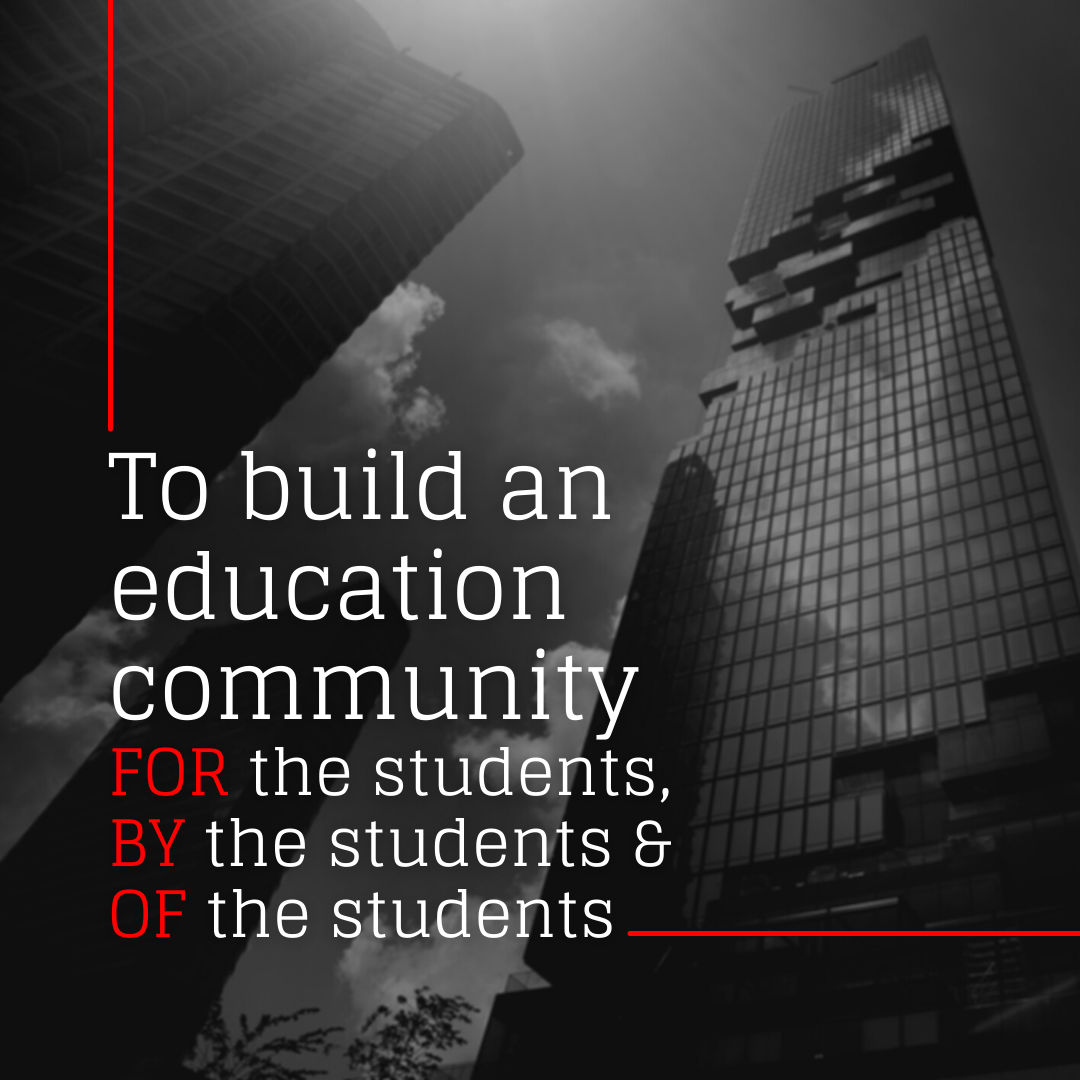 To build an
education
community
FOR the students,
BY the students &
OF the students